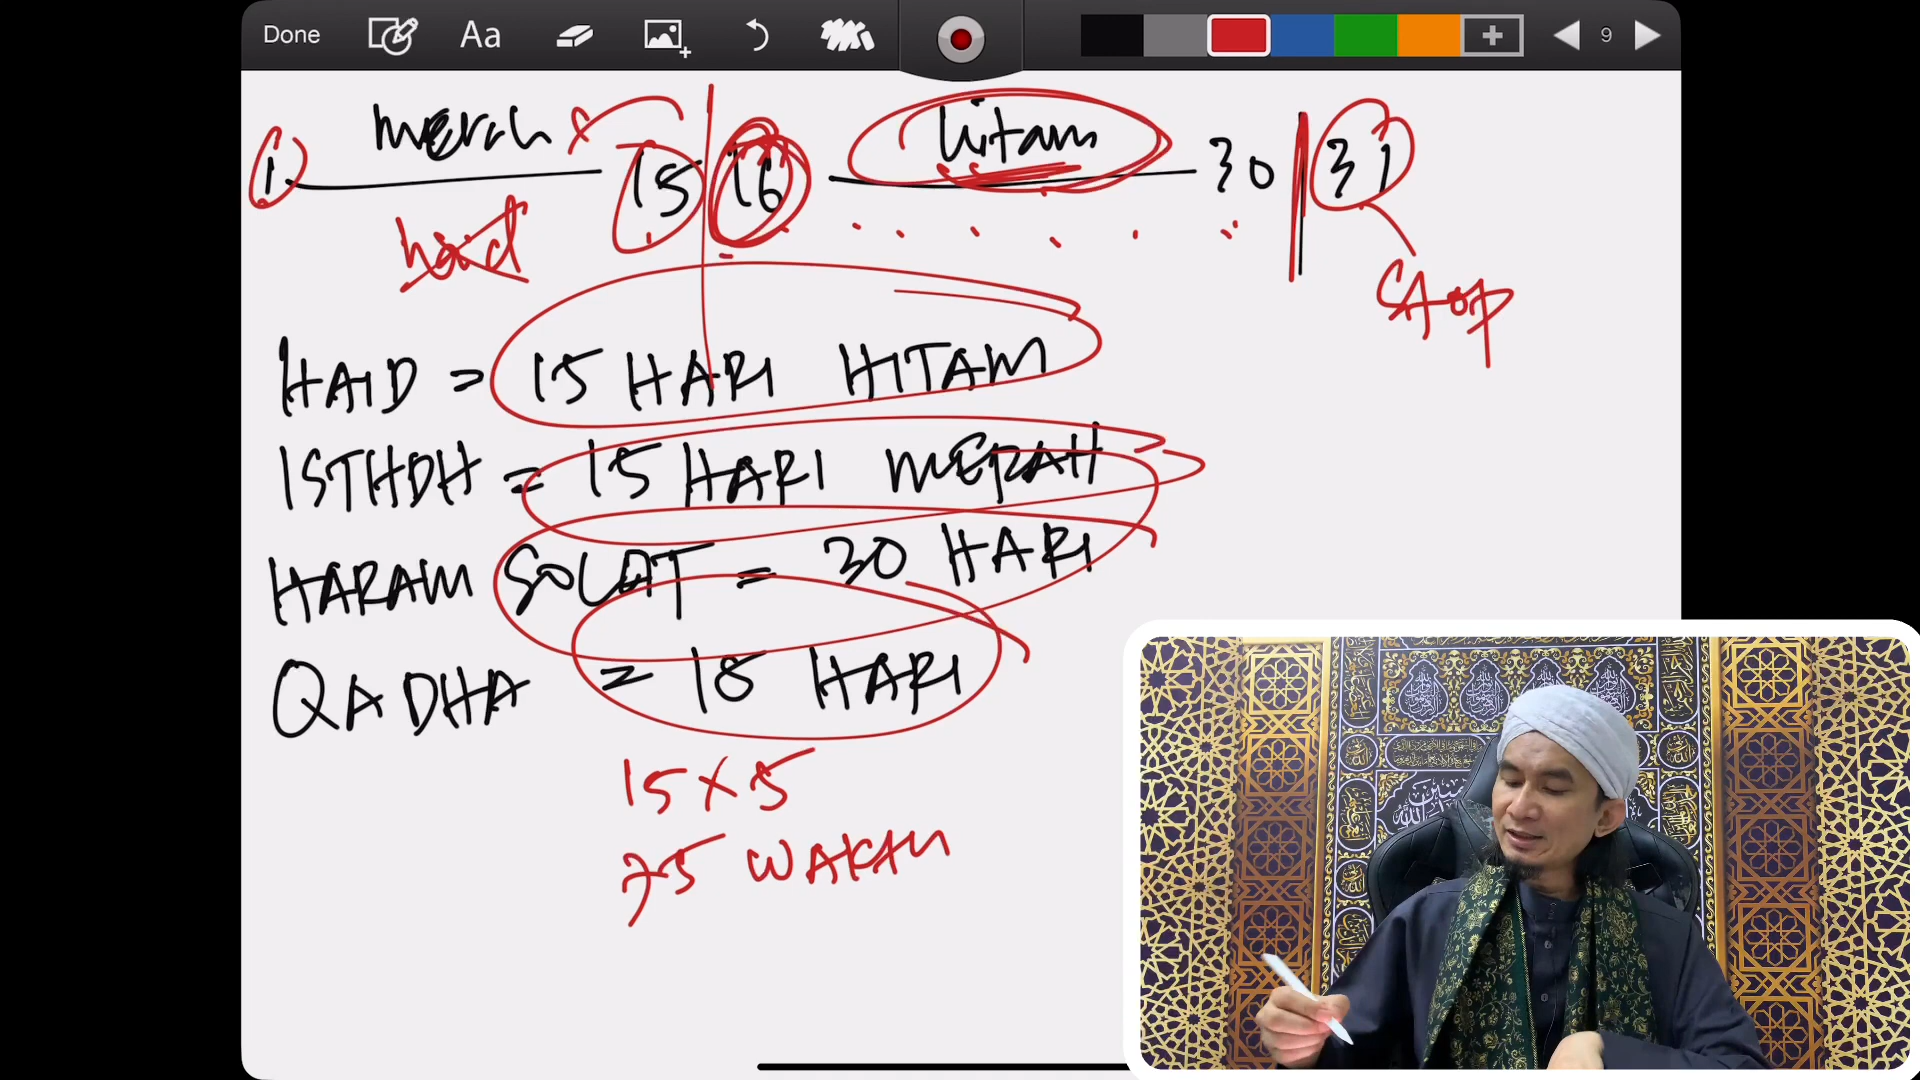 Done Aa 9
merah hitam
1 15 16 30 31
haid
stop
HAID = 15 HARI HITAM
ISTHDH = 15 HARI MERAH
HARAM SOLAT = 30 HARI
QADHA = 15 HARI
15 x 5
75 WAKTU